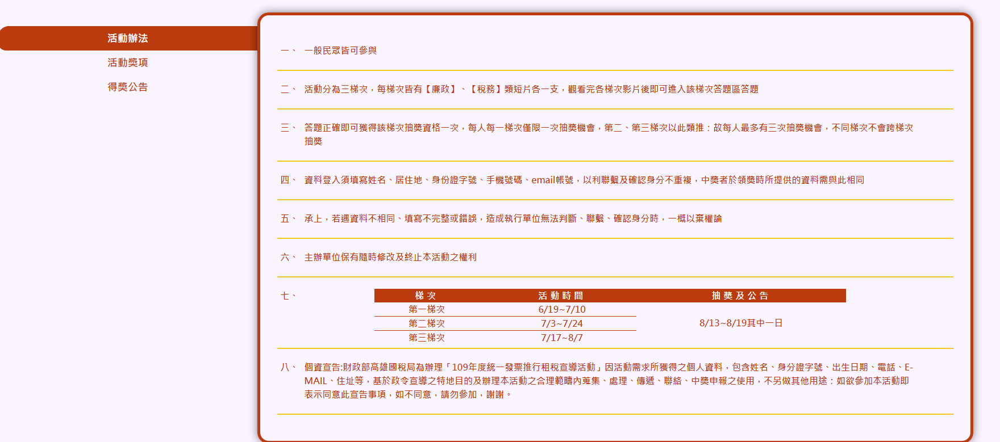 活動辦法
活動獎項
得獎公告
一、 一般民眾皆可參與
二、 活動分為三梯次，每梯次皆有【廉政】、【稅務】類短片各一支，觀看完各梯次影片後即可進入該梯次答題區答題
三、 答題正確即可獲得該梯次抽獎資格一次，每人每一梯次僅限一次抽獎機會，第二、第三梯次以此類推；故每人最多有三次抽獎機會，不同梯次不會跨梯次
抽獎
四、 資料登入須填寫姓名、居住地、身份證字號、手機號碼、email帳號，以利聯繫及確認身分不重複，中獎者於領獎時所提供的資料需與此相同
五、 承上，若遇資料不相同、填寫不完整或錯誤，造成執行單位無法判斷、聯繫、確認身分時，一概以棄權論
六、 主辦單位保有隨時修改及終止本活動之權利
七、 梯次 活動時間 抽獎及公告
第一梯次 6/19~7/10
第二梯次 7/3~7/24 8/13~8/19其中一日
第三梯次 7/17~8/7
八、 個資宣告:財政部高雄國稅局為辦理「109年度統一發票推行租稅宣導活動」因活動需求所獲得之個人資料，包含姓名、身分證字號、出生日期、電話、E-
MAIL、住址等，基於政令宣導之特地目的及辦理本活動之合理範疇內蒐集、處理、傳遞、聯絡、中獎申報之使用，不另做其他用途；如欲參加本活動即
表示同意此宣告事項，如不同意，請勿參加，謝謝。